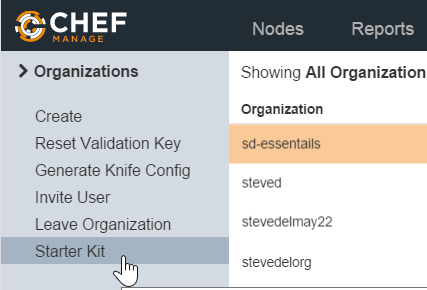 CHEF
MANAGE
Nodes
Reports
Organizations
Create
Reset Validation Key
Generate Knife Config
Invite User
Leave Organization
Starter Kit
Showing All Organization
Organization
sd-essentails
steved
stevedelmay22
stevedelorg